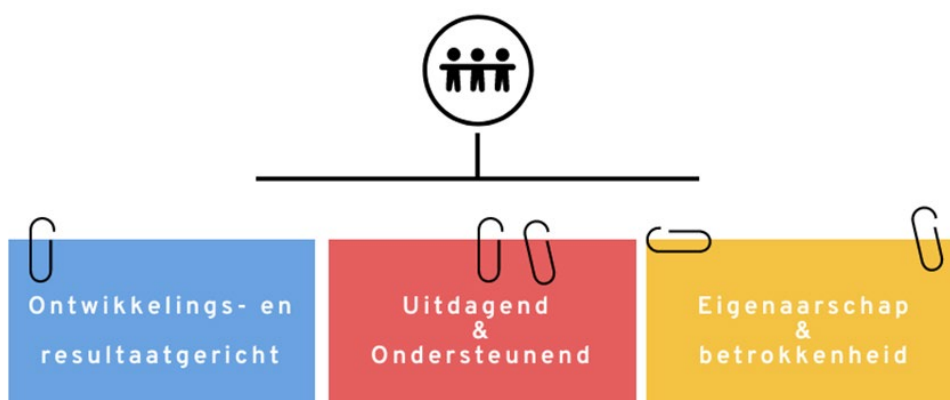 Ontwikkelings- en
resultaatgericht
Uitdagend
&
Ondersteunend
Eigenaarschap
&
betrokkenheid